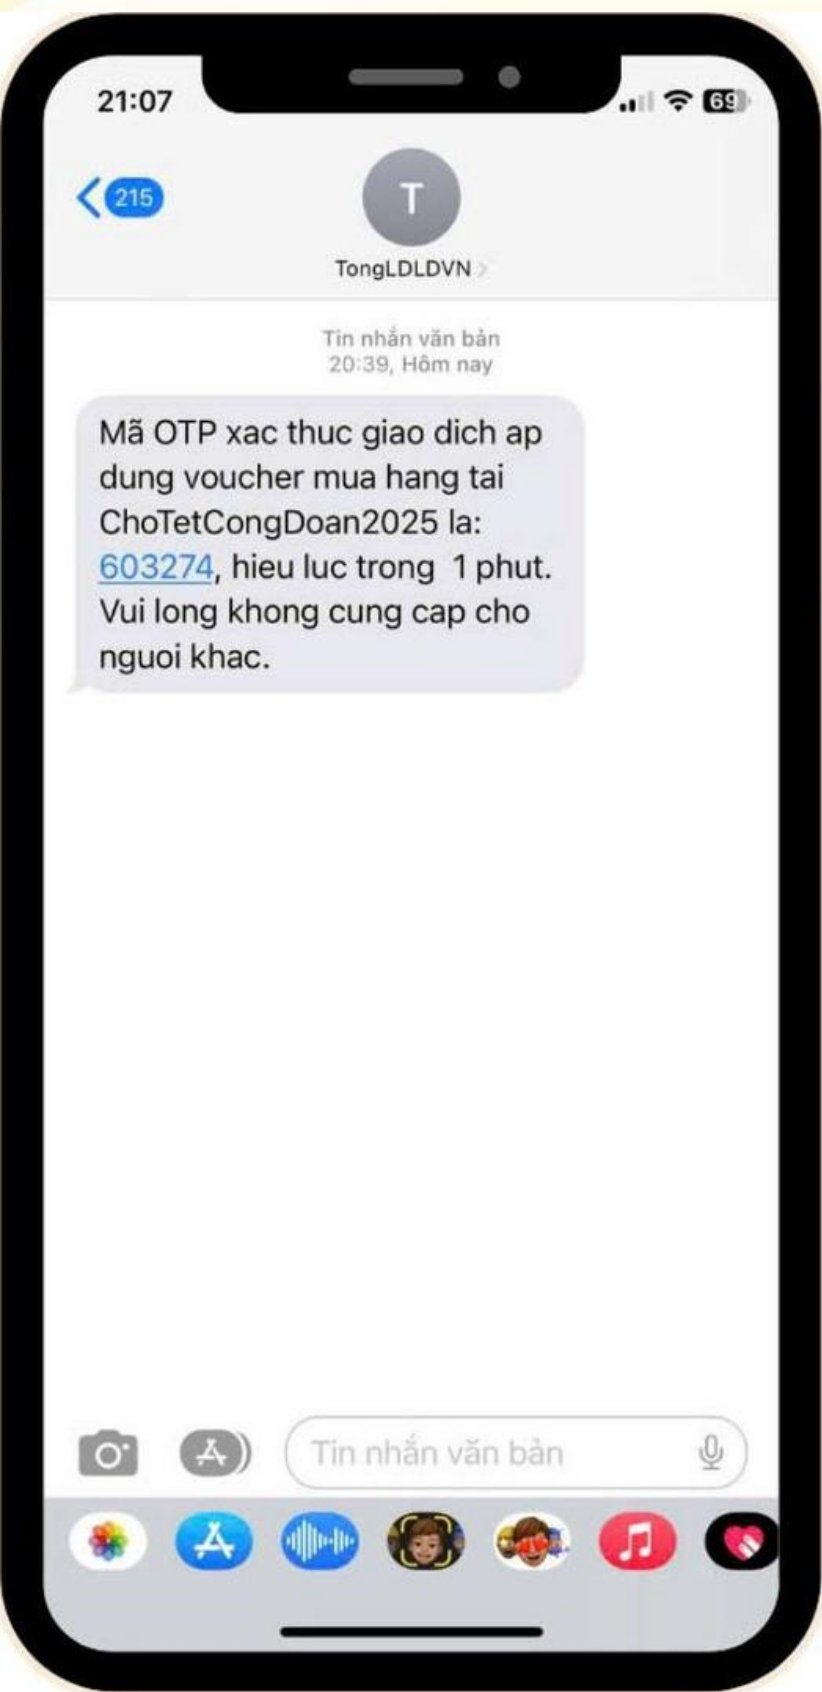 21:07
69
215
T
TongLDLDVN
Tin nhắn văn bản
20:39, Hôm nay
Mã OTP xac thuc giao dich ap
dung voucher mua hang tai
ChoTetCongDoan2025 la:
603274, hieu luc trong 1 phut.
Vui long khong cung cap cho
nguoi khac.
Tin nhắn văn bản